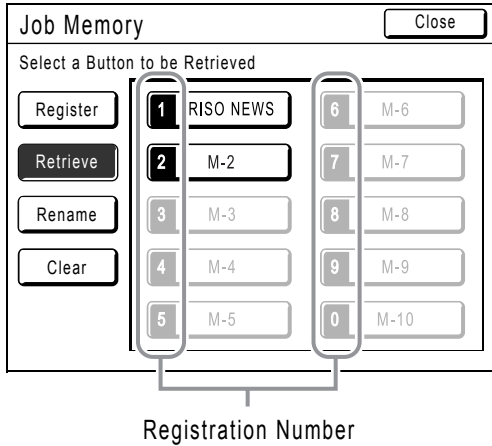 Job Memory Close
Select a Button to be Retrieved
Register 1 RISO NEWS 6 M-6
Retrieve 2 M-2 7 M-7
Rename 3 M-3 8 M-8
Clear 4 M-4 9 M-9
5 M-5 0 M-10
Registration Number